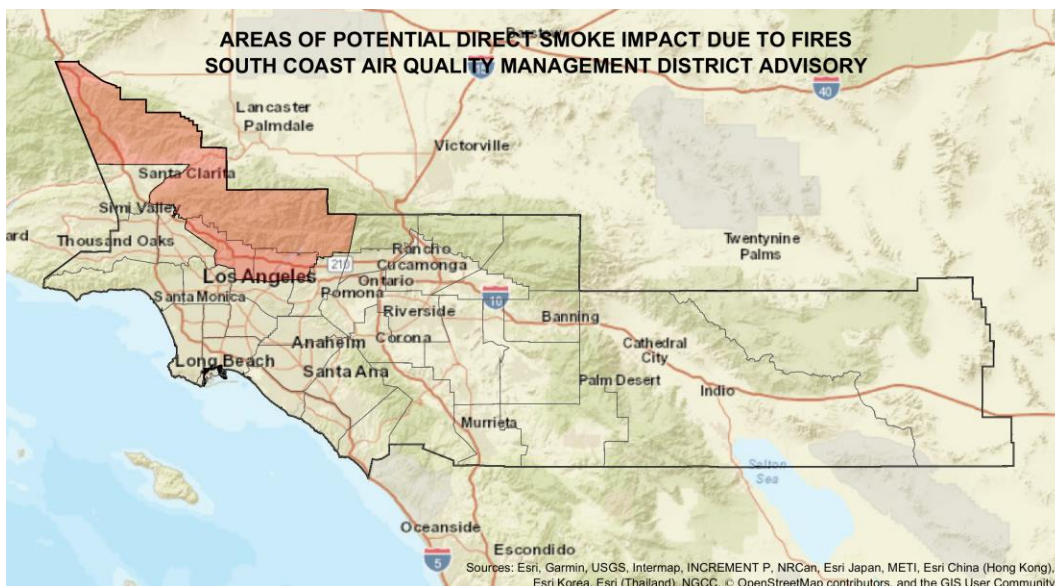 AREAS OF POTENTIAL DIRECT SMOKE IMPACT DUE TO FIRES
SOUTH COAST AIR QUALITY MANAGEMENT DISTRICT ADVISORY
15
40
Lancaster
Palmdale
Victorville
Santa Clarita
Simi Valley
Thousand Oaks
ard
Twentynine
Palms
Rancho
Cucamonga
210
Los Angeles
Ontario
Pomona
Santa Monica
10
Riverside
Banning
Anaheim
Corona
Cathedral
City
Long Beach
Santa Ana
Palm Desert
Indio
Murrieta
Salton
Sea
Oceanside
Escondido
5
Sources: Esri, Garmin, USGS, Intermap, INCREMENT P, NRCan, Esri Japan, METI, Esri China (Hong Kong),
Esri Korea, Esri (Thailand), NGCC, © OpenStreetMap contributors, and the GIS User Community